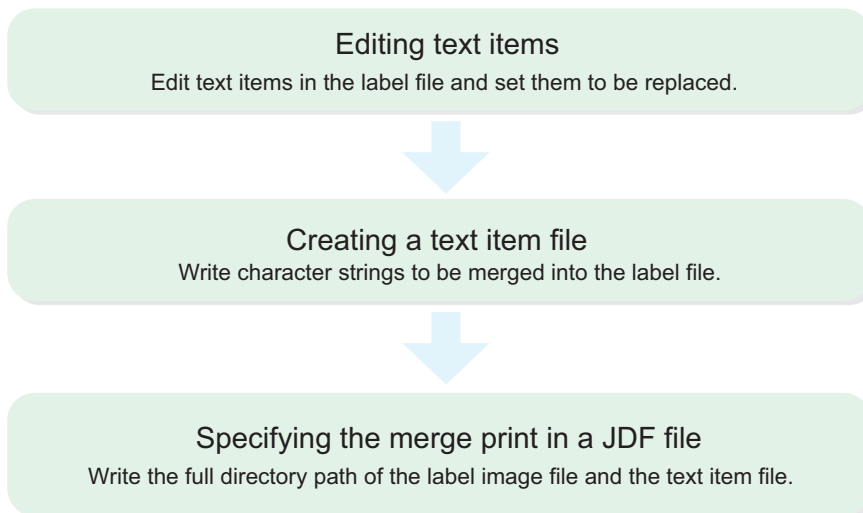 Editing text items
Edit text items in the label file and set them to be replaced.
Creating a text item file
Write character strings to be merged into the label file.
Specifying the merge print in a JDF file
Write the full directory path of the label image file and the text item file.